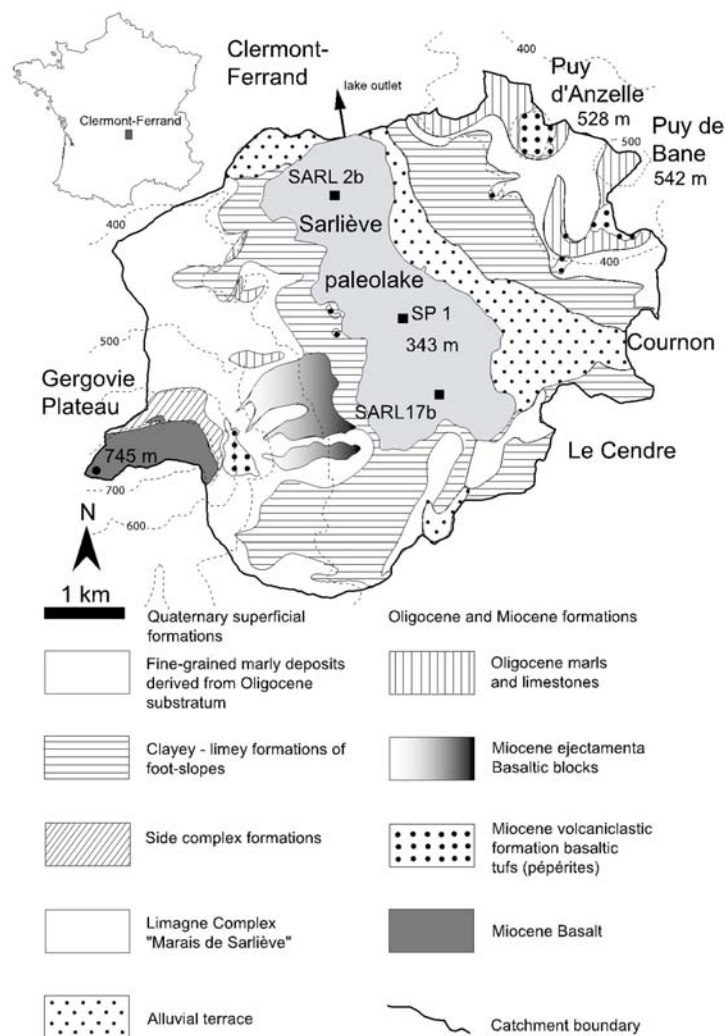 Clermont-
Ferrand
lake outlet
Clermont-Ferrand
400
Puy
d'Anzelle
528 m
500
Puy de
Bane
542 m
SARL 2b
400
Sarliève
400
paleolake
SP 1
500
343 m
Cournon
Gergovie
Plateau
SARL17b
745 m
Le Cendre
700
600
N
1 km
Quaternary superficial
formations
Fine-grained marly deposits
derived from Oligocene
substratum
Clayey - limey formations of
foot-slopes
Side complex formations
Limagne Complex
"Marais de Sarliève"
Alluvial terrace
Oligocene and Miocene formations
Oligocene marls
and limestones
Miocene ejectamenta
Basaltic blocks
Miocene volcaniclastic
formation basaltic
tufs (pépérites)
Miocene Basalt
Catchment boundary